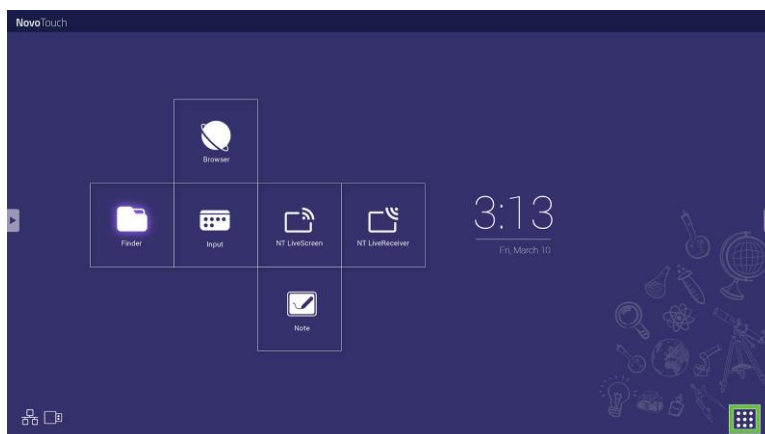 NovoTouch
Browser
Finder
Input
NT LiveScreen
NT LiveReceiver
3:13
Fri, March 10
Note